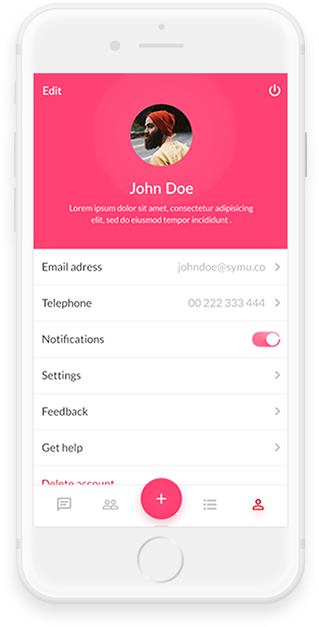 Edit
John Doe
Lorem ipsum dolor sit amet, consectetur adipisicing
elit, sed do eiusmod tempor incididunt .
Email adress johndoe@symu.co
Telephone 00 222 333 444
Notifications
Settings
Feedback
Get help
Delete account
+